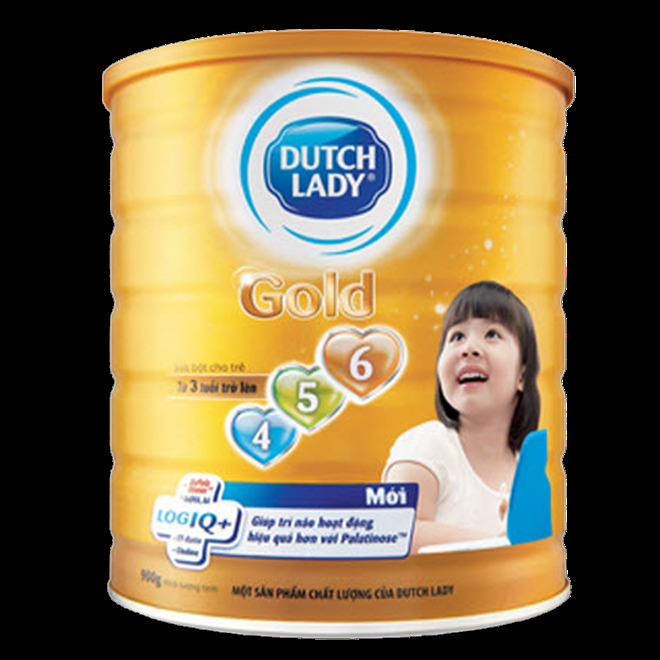 DUTCH
LADY®
Gold
Sữa bột cho trẻ
Từ 3 tuổi trở lên
4 5 6
LOGIQ+
Mới
Giúp trí não hoạt động
hiệu quả hơn với Palatinose™
900g
MỘT SẢN PHẨM CHẤT LƯỢNG CỦA DUTCH LADY